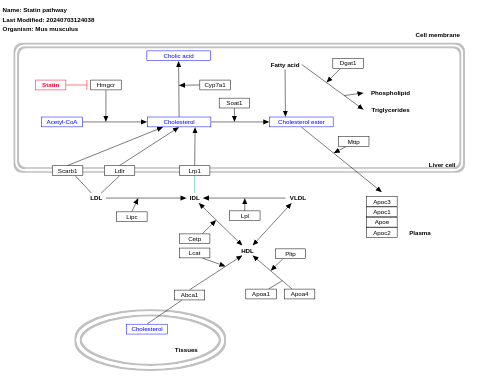 Name: Statin pathway
Last Modified: 20240703124038
Organism: Mus musculus
Cell membrane
Cholic acid
Fatty acid
Dgat1
Statin
Hmgcr
Cyp7a1
Phospholipid
Soat1
Triglycerides
Acetyl-CoA
Cholesterol
Cholesterol ester
Mttp
Liver cell
Scarb1
Ldlr
Lrp1
LDL
IDL
VLDL
Apoc3
Apoc1
Apoe
Apoc2
Plasma
Lipc
Lpl
Cetp
Lcat
HDL
Pltp
Abca1
Apoa1
Apoa4
Cholesterol
Tissues